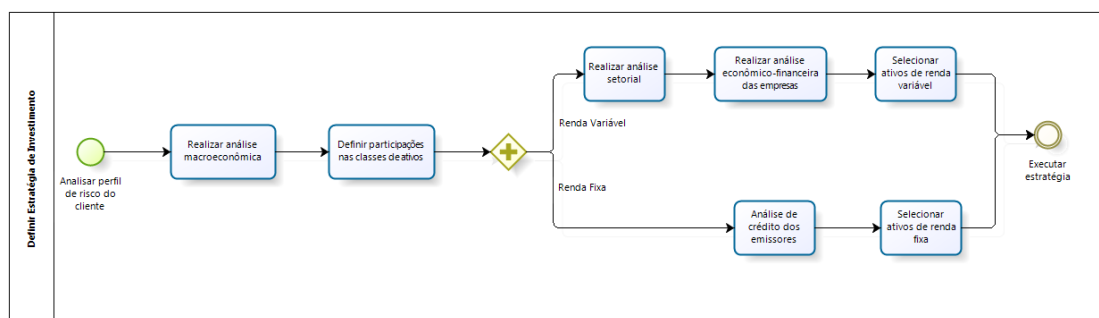 Definir Estratégia de Investimento
Analisar perfil
de risco do
cliente
Realizar análise
macroeconômica
Definir participações
nas classes de ativos
Renda Variável
Realizar análise
setorial
Realizar análise
econômico-financeira
das empresas
Selecionar
ativos de renda
variável
Renda Fixa
Análise de
crédito dos
emissores
Selecionar
ativos de renda
fixa
Executar
estratégia